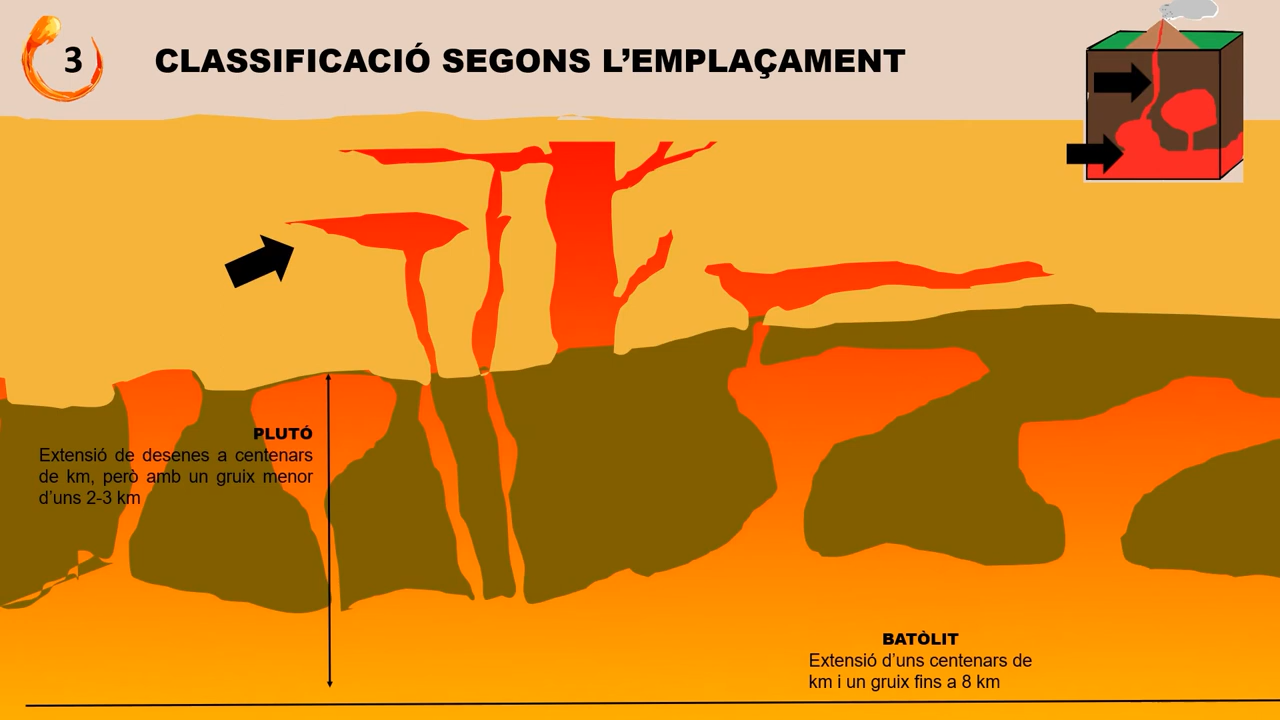 3
CLASSIFICACIÓ SEGONS L’EMPLAÇAMENT
PLUTÓ
Extensió de desenes a centenars
de km, però amb un gruix menor
d’uns 2-3 km
BATÒLIT
Extensió d’uns centenars de
km i un gruix fins a 8 km